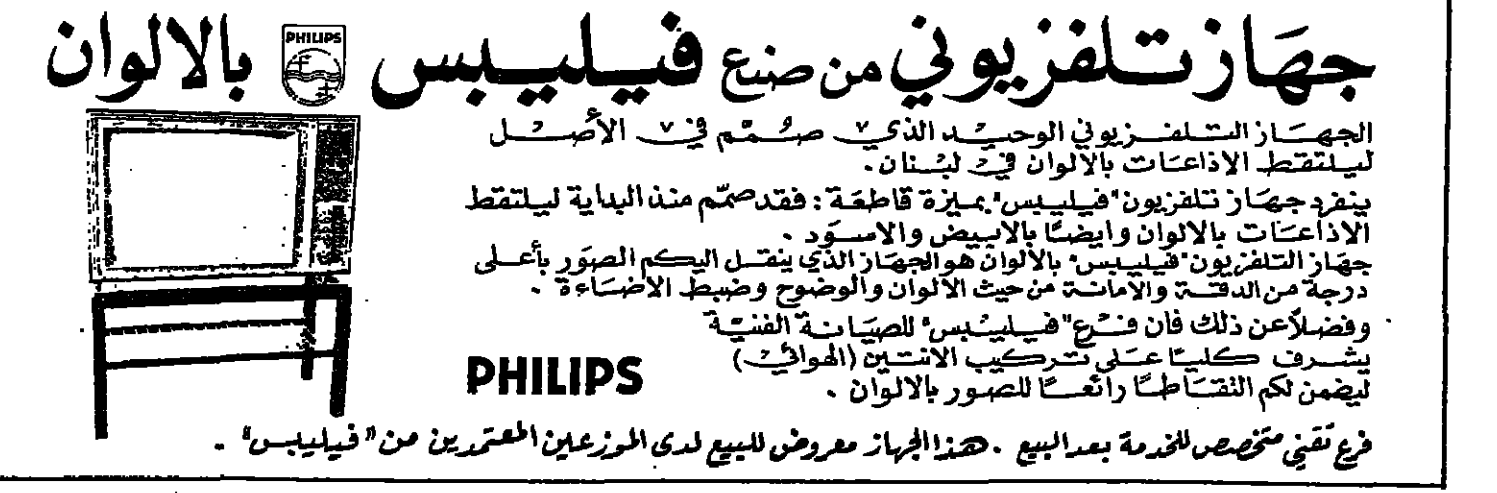 جهاز تلفزيوني من صنع فيليبس PHILIPS بالالوان
الجهاز التلفزيوني الوحيد الذي صُمّم في الأصل
ليلتقط الاذاعات بالالوان في لبنان.
ينفرد جهاز تلفزيون "فيليبس" بميزة قاطعة : فقد صمّم منذ البداية ليلتقط
الاذاعات بالالوان وايضاً بالابيض والاسود .
جهاز التلفزيون "فيليبس" بالالوان هو الجهاز الذي ينقل اليكم الصور بأعلى
درجة من الدقة والامانة من حيث الالوان والوضوح وضبط الاضاءة .
وفضلاً عن ذلك فان فرع "فيليبس" للصيانة الفنية
يشرف كلياً على تركيب الانتين (الهوائي)
ليضمن لكم التقاطاً رائعاً للصور بالالوان .
PHILIPS
فرع تقني متخصص للخدمة بعد البيع . هذا الجهاز معروض للبيع لدى الموزعين المعتمدين من "فيليبس" .